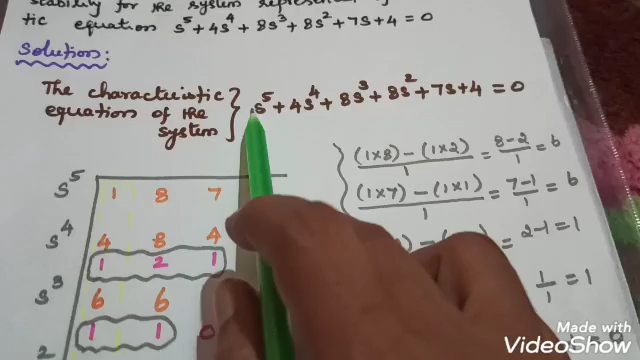 stability for the system
tic equation s⁵+4s⁴+8s³+8s²+7s+4=0
Solution:
The characteristic
equation of the
system } s⁵+4s⁴+8s³+8s²+7s+4=0
s⁵ 1 8 7
(1×8)-(1×2)/1 = 8-2/1 = 6
s⁴ 4 8 4
(1×7)-(1×1)/1 = 7-1/1 = 6
1 2 1
= 2-1 = 1
s³ 6 6
1/1 = 1
1 1 0
2
Made with
VideoShow